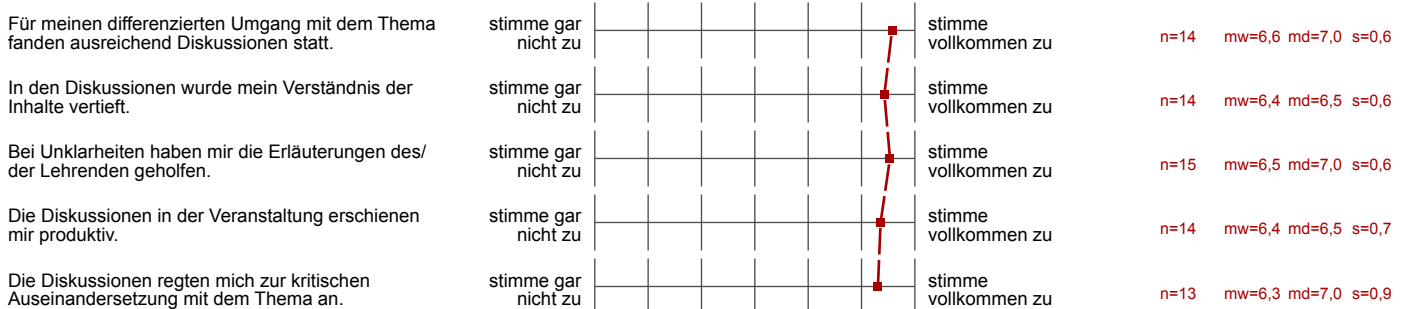 Für meinen differenzierten Umgang mit dem Thema
fanden ausreichend Diskussionen statt.
stimme gar
nicht zu
stimme
vollkommen zu
n=14 mw=6,6 md=7,0 s=0,6
In den Diskussionen wurde mein Verständnis der
Inhalte vertieft.
stimme gar
nicht zu
stimme
vollkommen zu
n=14 mw=6,4 md=6,5 s=0,6
Bei Unklarheiten haben mir die Erläuterungen des/
der Lehrenden geholfen.
stimme gar
nicht zu
stimme
vollkommen zu
n=15 mw=6,5 md=7,0 s=0,6
Die Diskussionen in der Veranstaltung erschienen
mir produktiv.
stimme gar
nicht zu
stimme
vollkommen zu
n=14 mw=6,4 md=6,5 s=0,7
Die Diskussionen regten mich zur kritischen
Auseinandersetzung mit dem Thema an.
stimme gar
nicht zu
stimme
vollkommen zu
n=13 mw=6,3 md=7,0 s=0,9